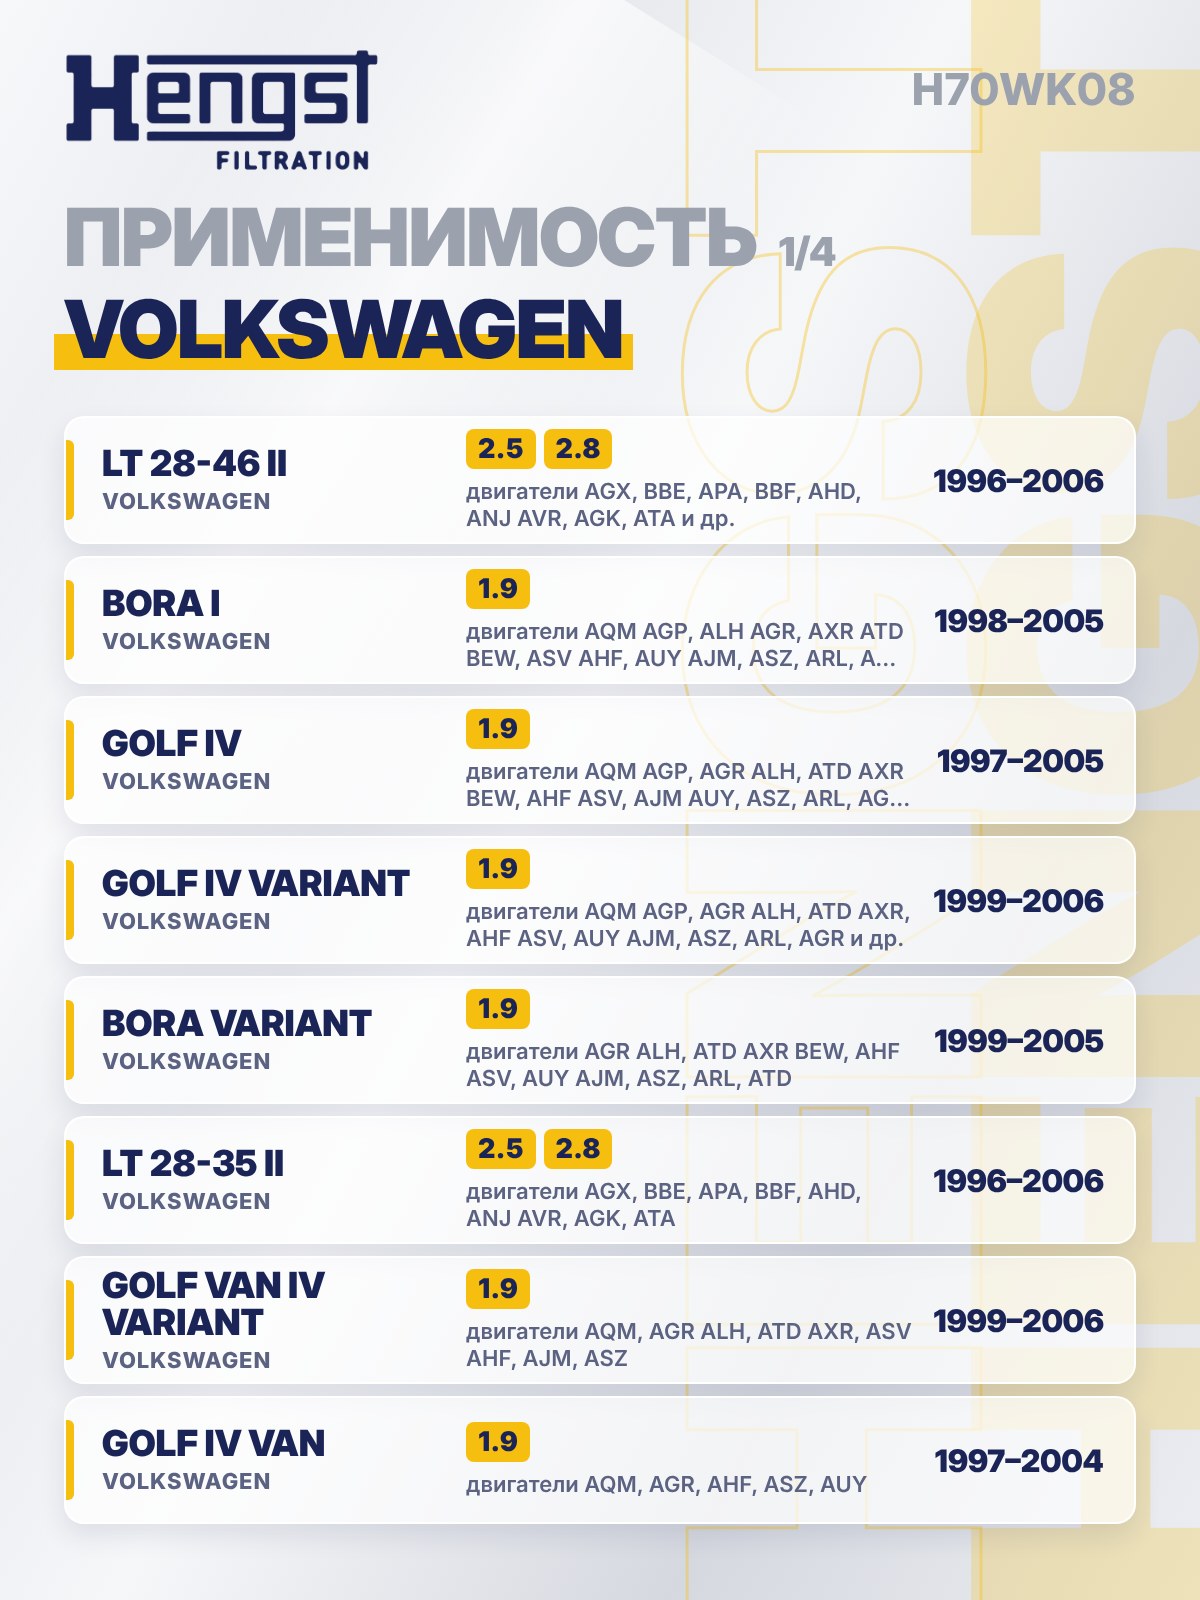 Hengst
FILTRATION
H70WK08
ПРИМЕНИМОСТЬ 1/4
VOLKSWAGEN
LT 28-46 II
VOLKSWAGEN
2.5 2.8
двигатели AGX, BBE, APA, BBF, AHD,
ANJ AVR, AGK, ATA и др.
1996–2006
BORA I
VOLKSWAGEN
1.9
двигатели AQM AGP, ALH AGR, AXR ATD
BEW, ASV AHF, AUY AJM, ASZ, ARL, A...
1998–2005
GOLF IV
VOLKSWAGEN
1.9
двигатели AQM AGP, AGR ALH, ATD AXR
BEW, AHF ASV, AJM AUY, ASZ, ARL, AG...
1997–2005
GOLF IV VARIANT
VOLKSWAGEN
1.9
двигатели AQM AGP, AGR ALH, ATD AXR,
AHF ASV, AUY AJM, ASZ, ARL, AGR и др.
1999–2006
BORA VARIANT
VOLKSWAGEN
1.9
двигатели AGR ALH, ATD AXR BEW, AHF
ASV, AUY AJM, ASZ, ARL, ATD
1999–2005
LT 28-35 II
VOLKSWAGEN
2.5 2.8
двигатели AGX, BBE, APA, BBF, AHD,
ANJ AVR, AGK, ATA
1996–2006
GOLF VAN IV
VARIANT
VOLKSWAGEN
1.9
двигатели AQM, AGR ALH, ATD AXR, ASV
AHF, AJM, ASZ
1999–2006
GOLF IV VAN
VOLKSWAGEN
1.9
двигатели AQM, AGR, AHF, ASZ, AUY
1997–2004
HENGST
HENGST